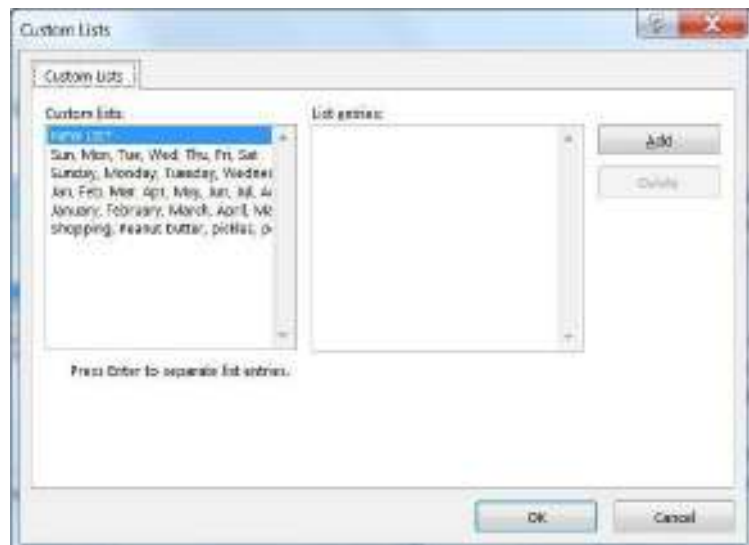 Custom Lists
Custom Lists
Custom lists:
NEW LIST
Sun, Mon, Tue, Wed, Thu, Fri, Sat
Sunday, Monday, Tuesday, Wednes
Jan, Feb, Mar, Apr, May, Jun, Jul, Au
January, February, March, April, Ma
Shopping, Peanut butter, pickles, p
List entries:
Add
Delete
Press Enter to separate list entries.
OK
Cancel